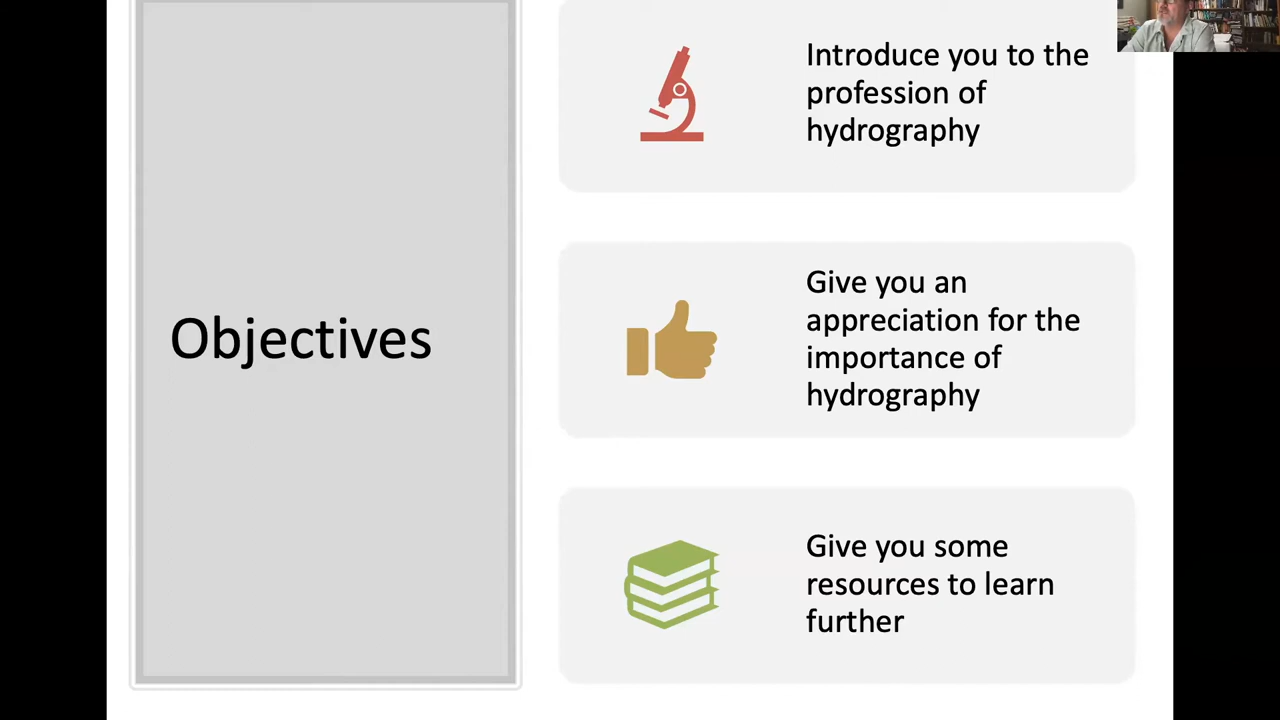 Objectives
Introduce you to the
profession of
hydrography
Give you an
appreciation for the
importance of
hydrography
Give you some
resources to learn
further